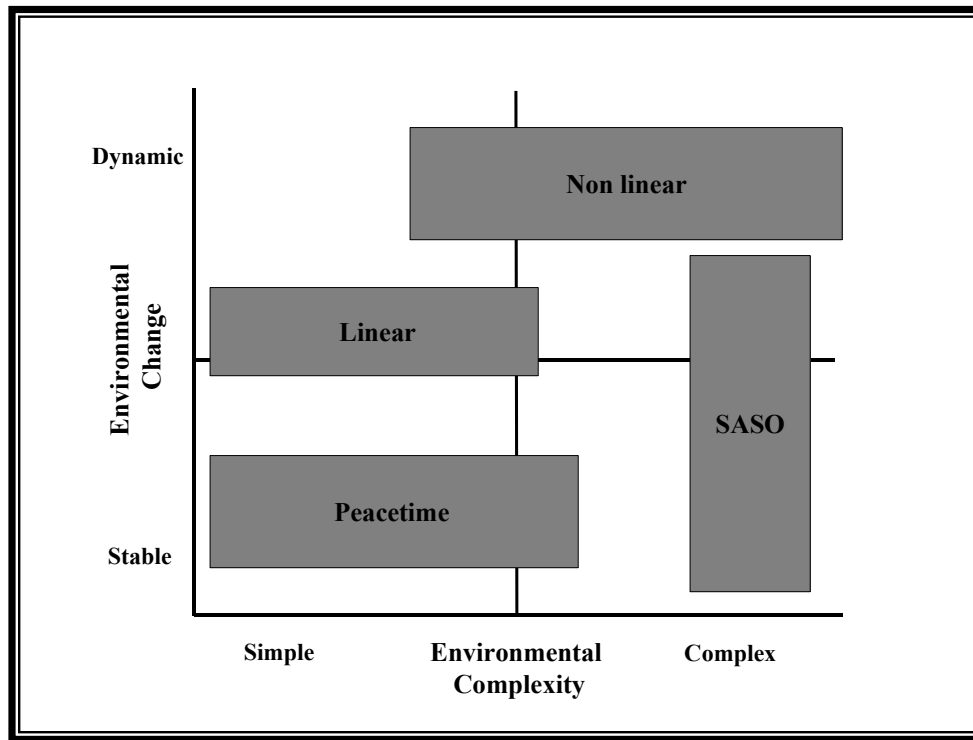 Dynamic
Non linear
Environmental
Change
Linear
SASO
Peacetime
Stable
Simple
Environmental
Complexity
Complex